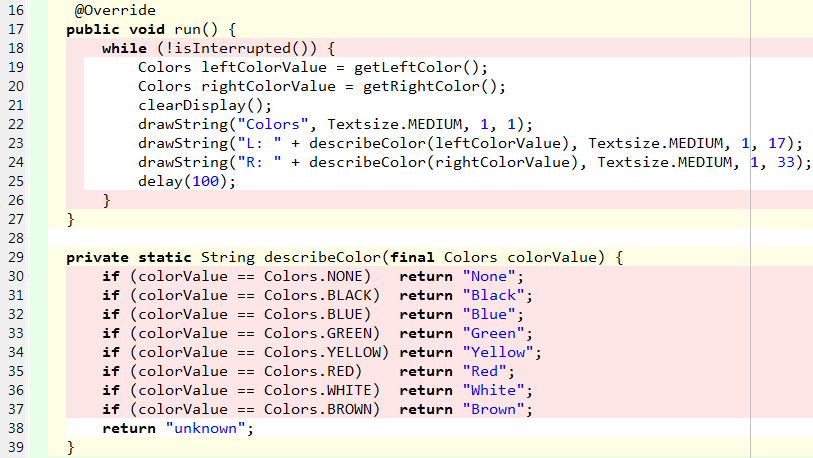 16     @Override
17    public void run() {
18        while (!isInterrupted()) {
19            Colors leftColorValue = getLeftColor();
20            Colors rightColorValue = getRightColor();
21            clearDisplay();
22            drawString("Colors", Textsize.MEDIUM, 1, 1);
23            drawString("L: " + describeColor(leftColorValue), Textsize.MEDIUM, 1, 17);
24            drawString("R: " + describeColor(rightColorValue), Textsize.MEDIUM, 1, 33);
25            delay(100);
26        }
27    }
28
29    private static String describeColor(final Colors colorValue) {
30        if (colorValue == Colors.NONE)   return "None";
31        if (colorValue == Colors.BLACK)  return "Black";
32        if (colorValue == Colors.BLUE)   return "Blue";
33        if (colorValue == Colors.GREEN)  return "Green";
34        if (colorValue == Colors.YELLOW) return "Yellow";
35        if (colorValue == Colors.RED)    return "Red";
36        if (colorValue == Colors.WHITE)  return "White";
37        if (colorValue == Colors.BROWN)  return "Brown";
38        return "unknown";
39    }